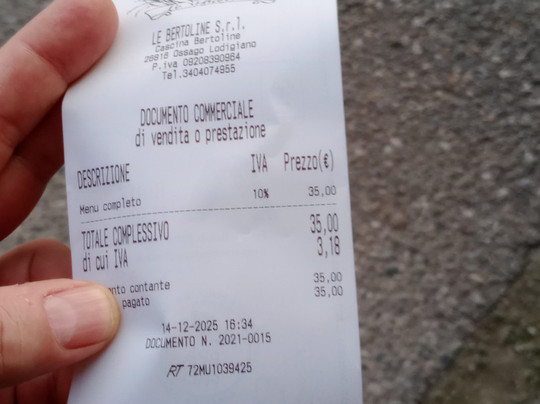 LE BERTOLINE S.r.l.
Cascina Bertoline
26816 Ossago Lodigiano
P.iva 09208390964
Tel.3404074955
DOCUMENTO COMMERCIALE
di vendita o prestazione
DESCRIZIONE IVA Prezzo(€)
Menu completo 10% 35,00
TOTALE COMPLESSIVO 35,00
di cui IVA 3,18
nto contante 35,00
pagato 35,00
14-12-2025 16:34
DOCUMENTO N. 2021-0015
RT 72MU1039425